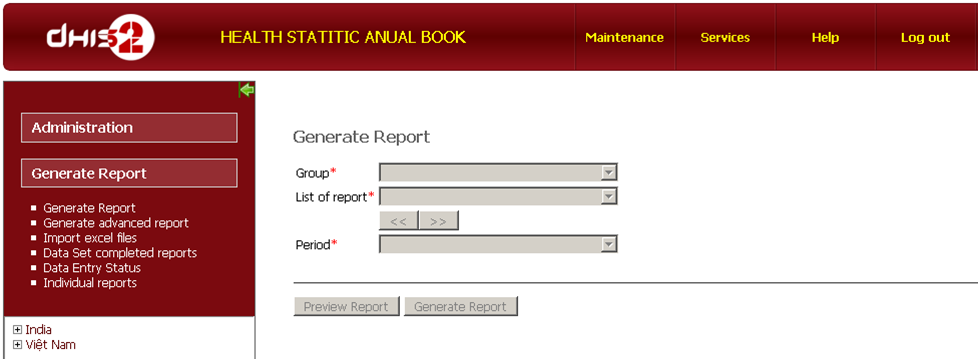 dHIS2 HEALTH STATITIC ANUAL BOOK Maintenance Services Help Log out
Administration
Generate Report
Generate Report
Generate advanced report
Import excel files
Data Set completed reports
Data Entry Status
Individual reports
India
Việt Nam
Generate Report
Group*
List of report*
<< >>
Period*
Preview Report Generate Report